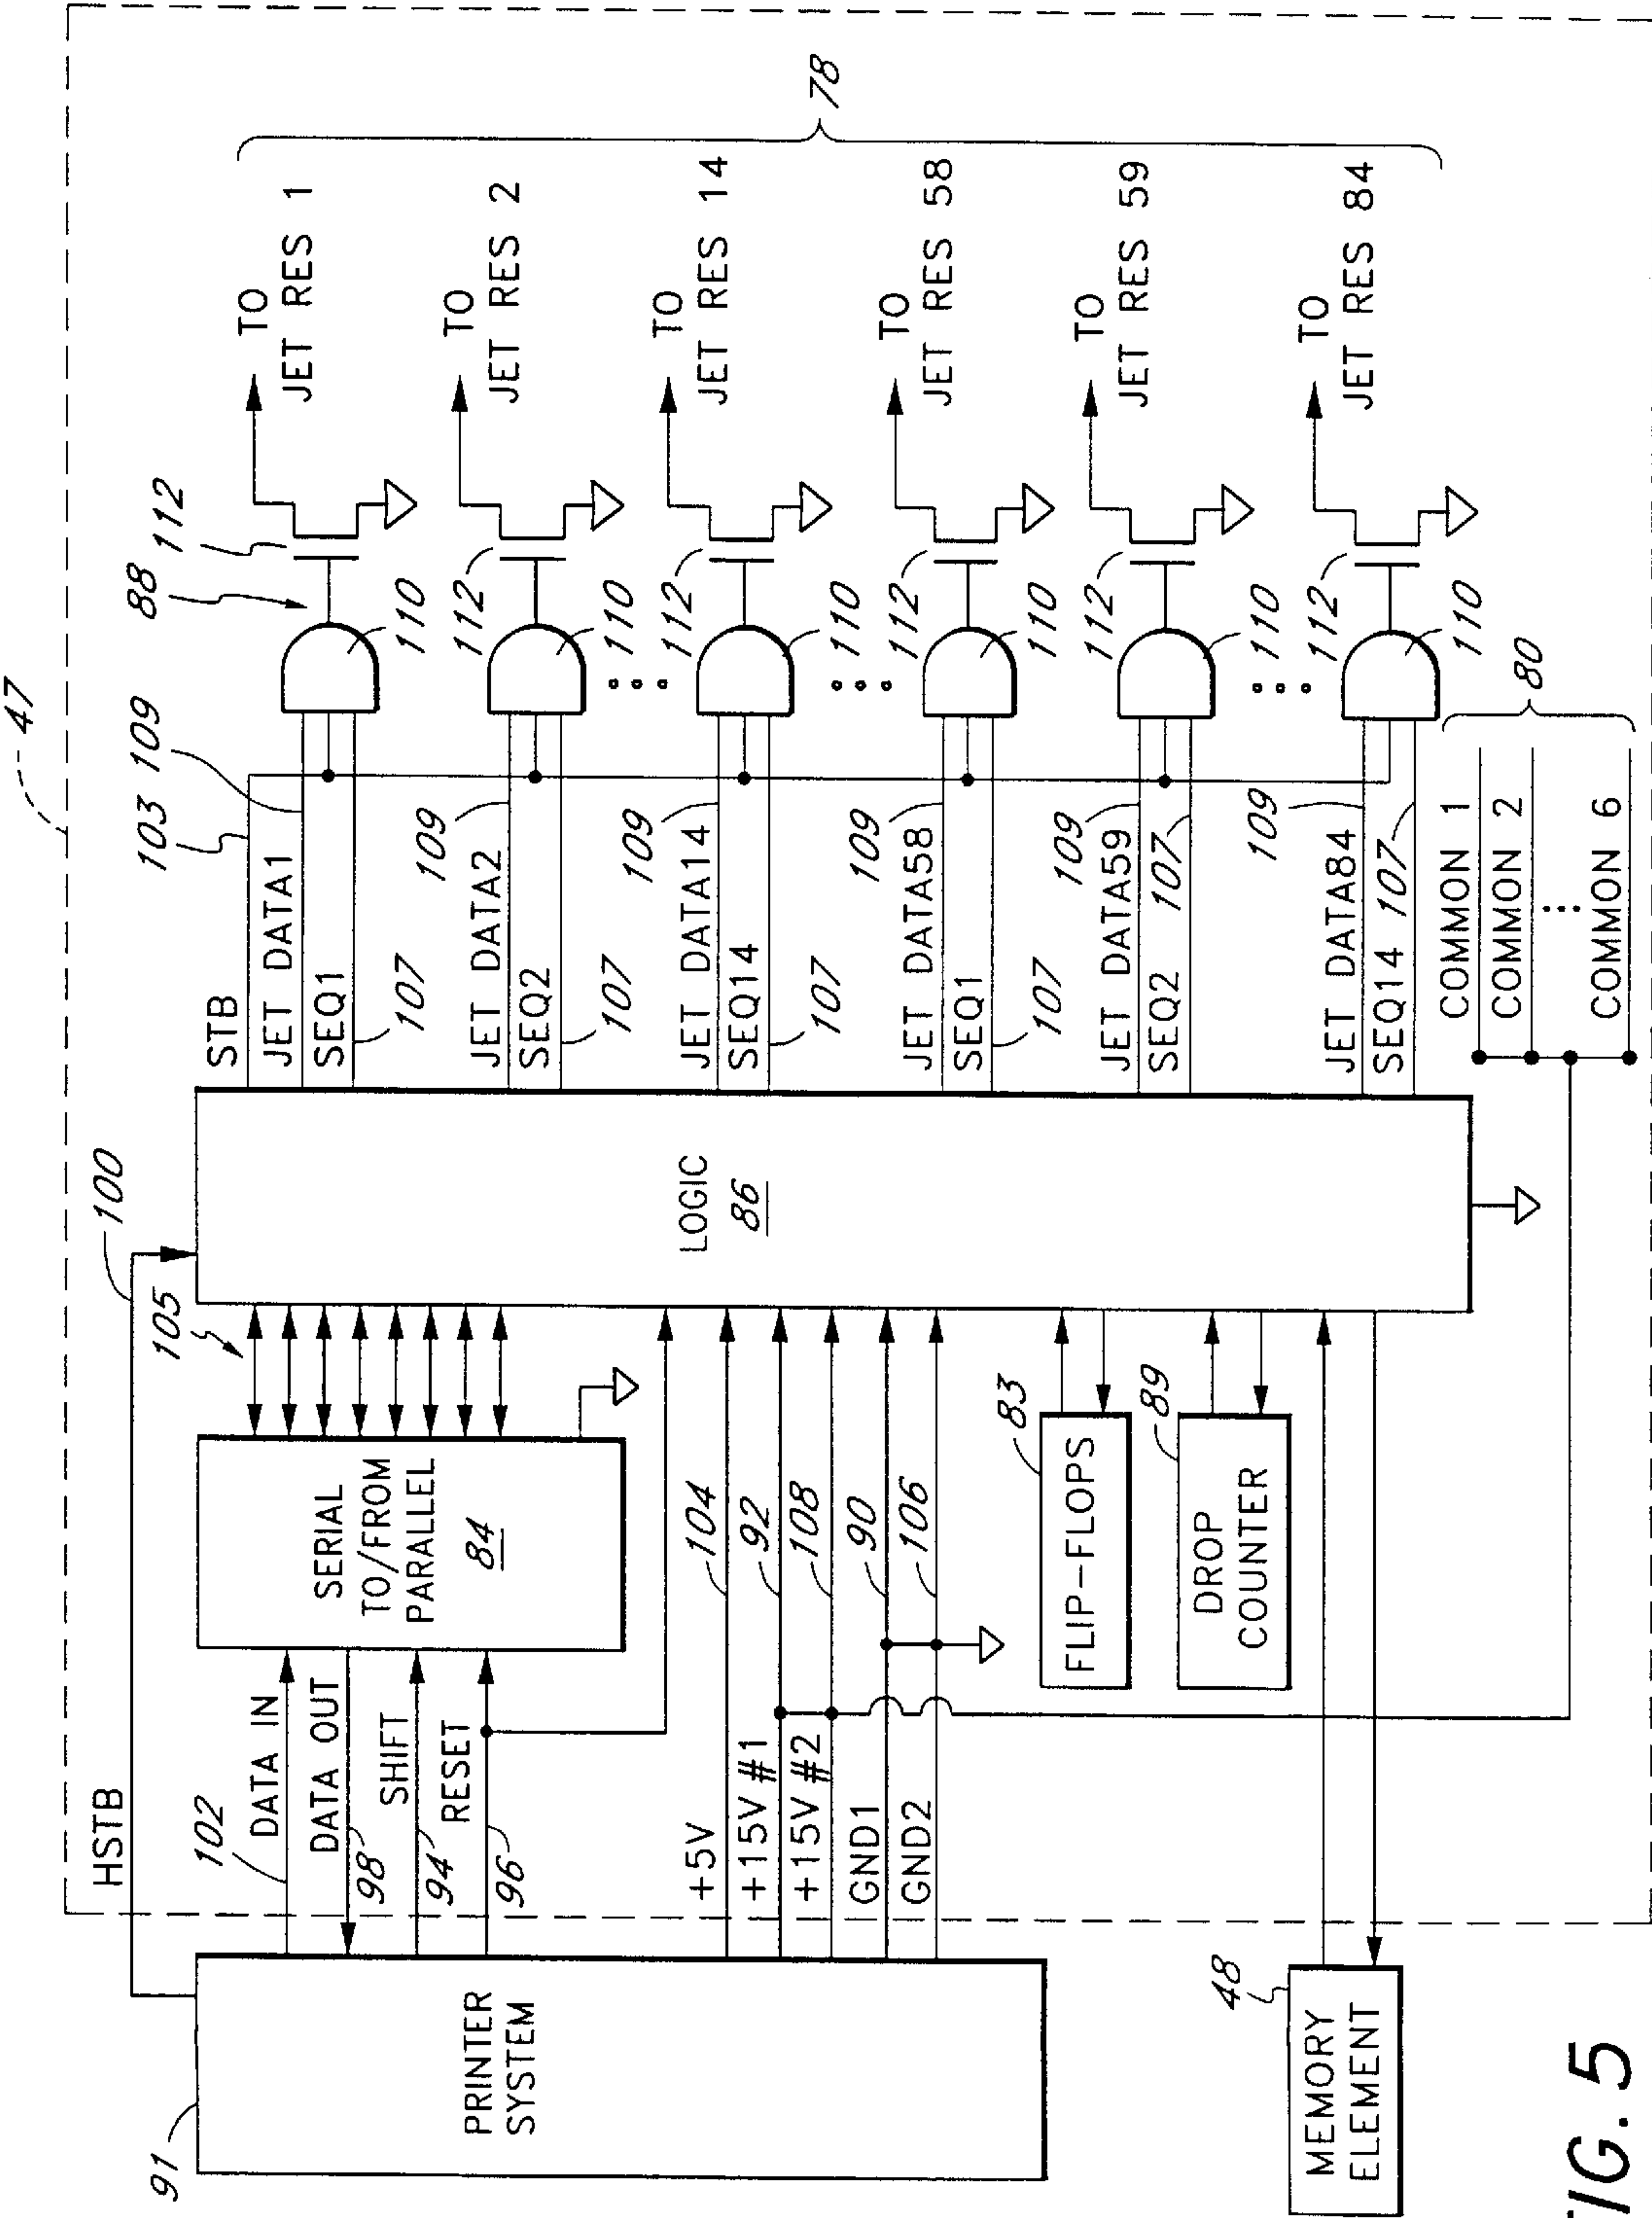 47
HSTB
100
91
PRINTER
SYSTEM
102
DATA IN
DATA OUT
98
SHIFT
94
RESET
96
SERIAL
TO/FROM
PARALLEL
84
105
+5V
104
+15V #1
92
+15V #2
108
GND1
90
GND2
106
FLIP-FLOPS
83
DROP
COUNTER
89
48
MEMORY
ELEMENT
LOGIC
86
STB
103
JET DATA1
109
SEQ1
107
88
110
112
TO
JET RES 1
JET DATA2
109
SEQ2
107
110
112
TO
JET RES 2
JET DATA14
109
SEQ14
107
110
112
TO
JET RES 14
JET DATA58
109
SEQ1
107
110
112
TO
JET RES 58
JET DATA59
109
SEQ2
107
110
112
TO
JET RES 59
JET DATA84
109
SEQ14
107
110
112
TO
JET RES 84
78
COMMON 1
COMMON 2
COMMON 6
80
FIG. 5